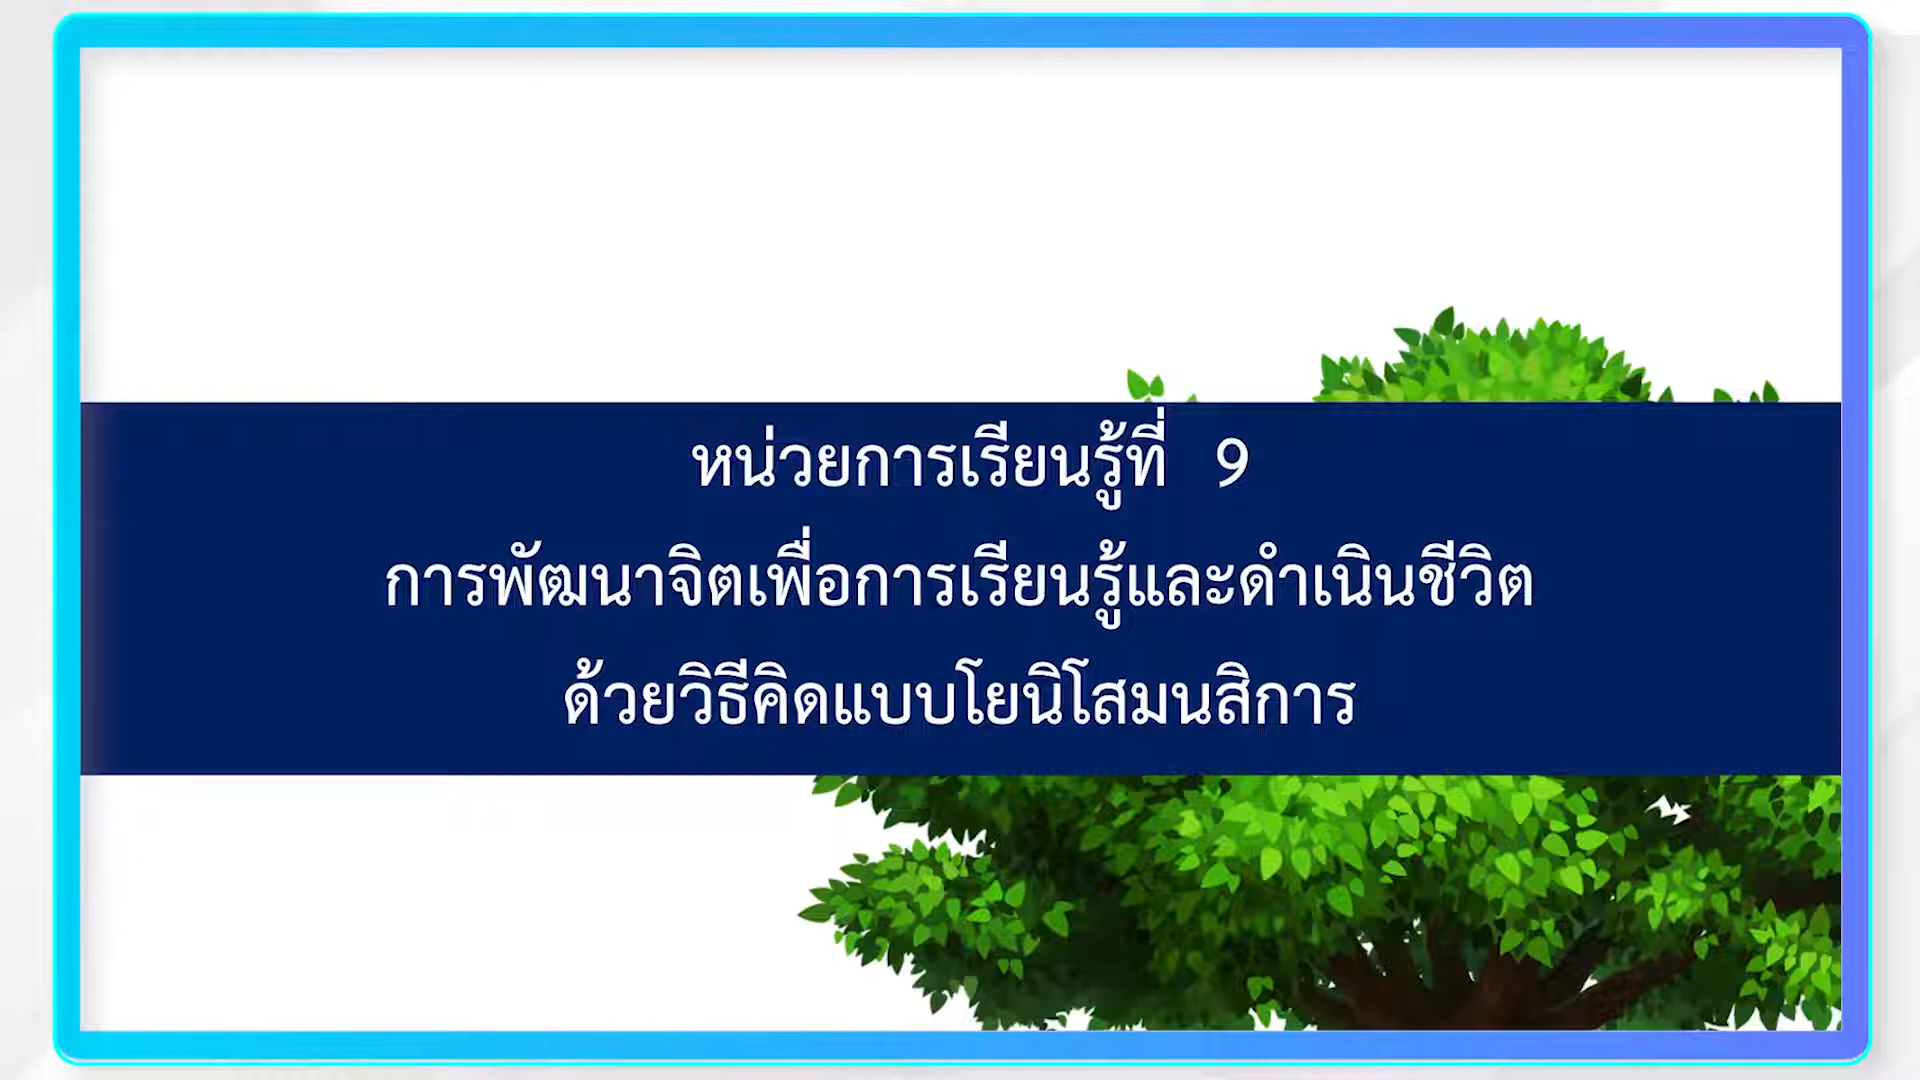 หน่วยการเรียนรู้ที่ 9
การพัฒนาจิตเพื่อการเรียนรู้และดำเนินชีวิต
ด้วยวิธีคิดแบบโยนิโสมนสิการ